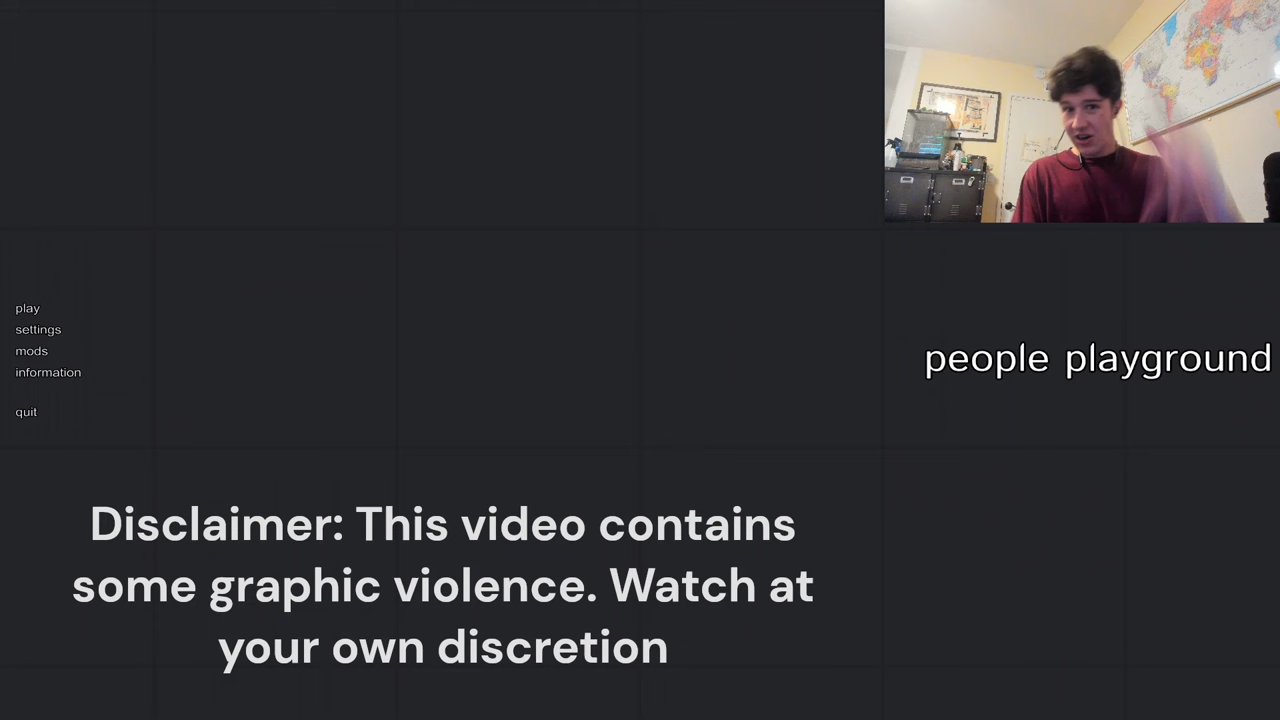 play
settings
mods
information
quit
people playground
Disclaimer: This video contains
some graphic violence. Watch at
your own discretion